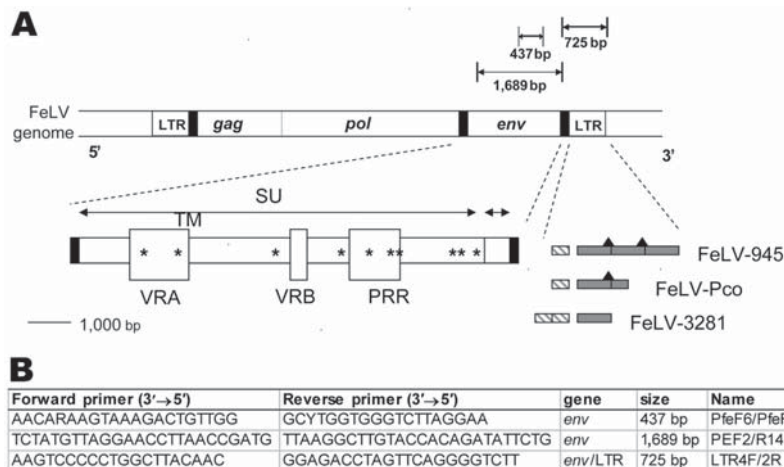 A
437 bp
725 bp
1,689 bp
FeLV genome
LTR gag pol env LTR
5′ 3′
SU
TM
* * * * * ** ** *
VRA VRB PRR
FeLV-945
FeLV-Pco
FeLV-3281
1,000 bp
B
Forward primer (3′→5′) Reverse primer (3′→5′) gene size Name
AACARAAGTAAAGACTGTTGG GCYTGGTGGGTCTTAGGAA env 437 bp
TCTATGTTAGGAACCTTAACCGATG TTAAGGCTTGTACCACAGATATTCTG env 1,689 bp PEF2/R14
AAGTCCCCCTGGCTTACAAC GGAGACCTAGTTCAGGGGTCTT env/LTR 725 bp LTR4F/2R